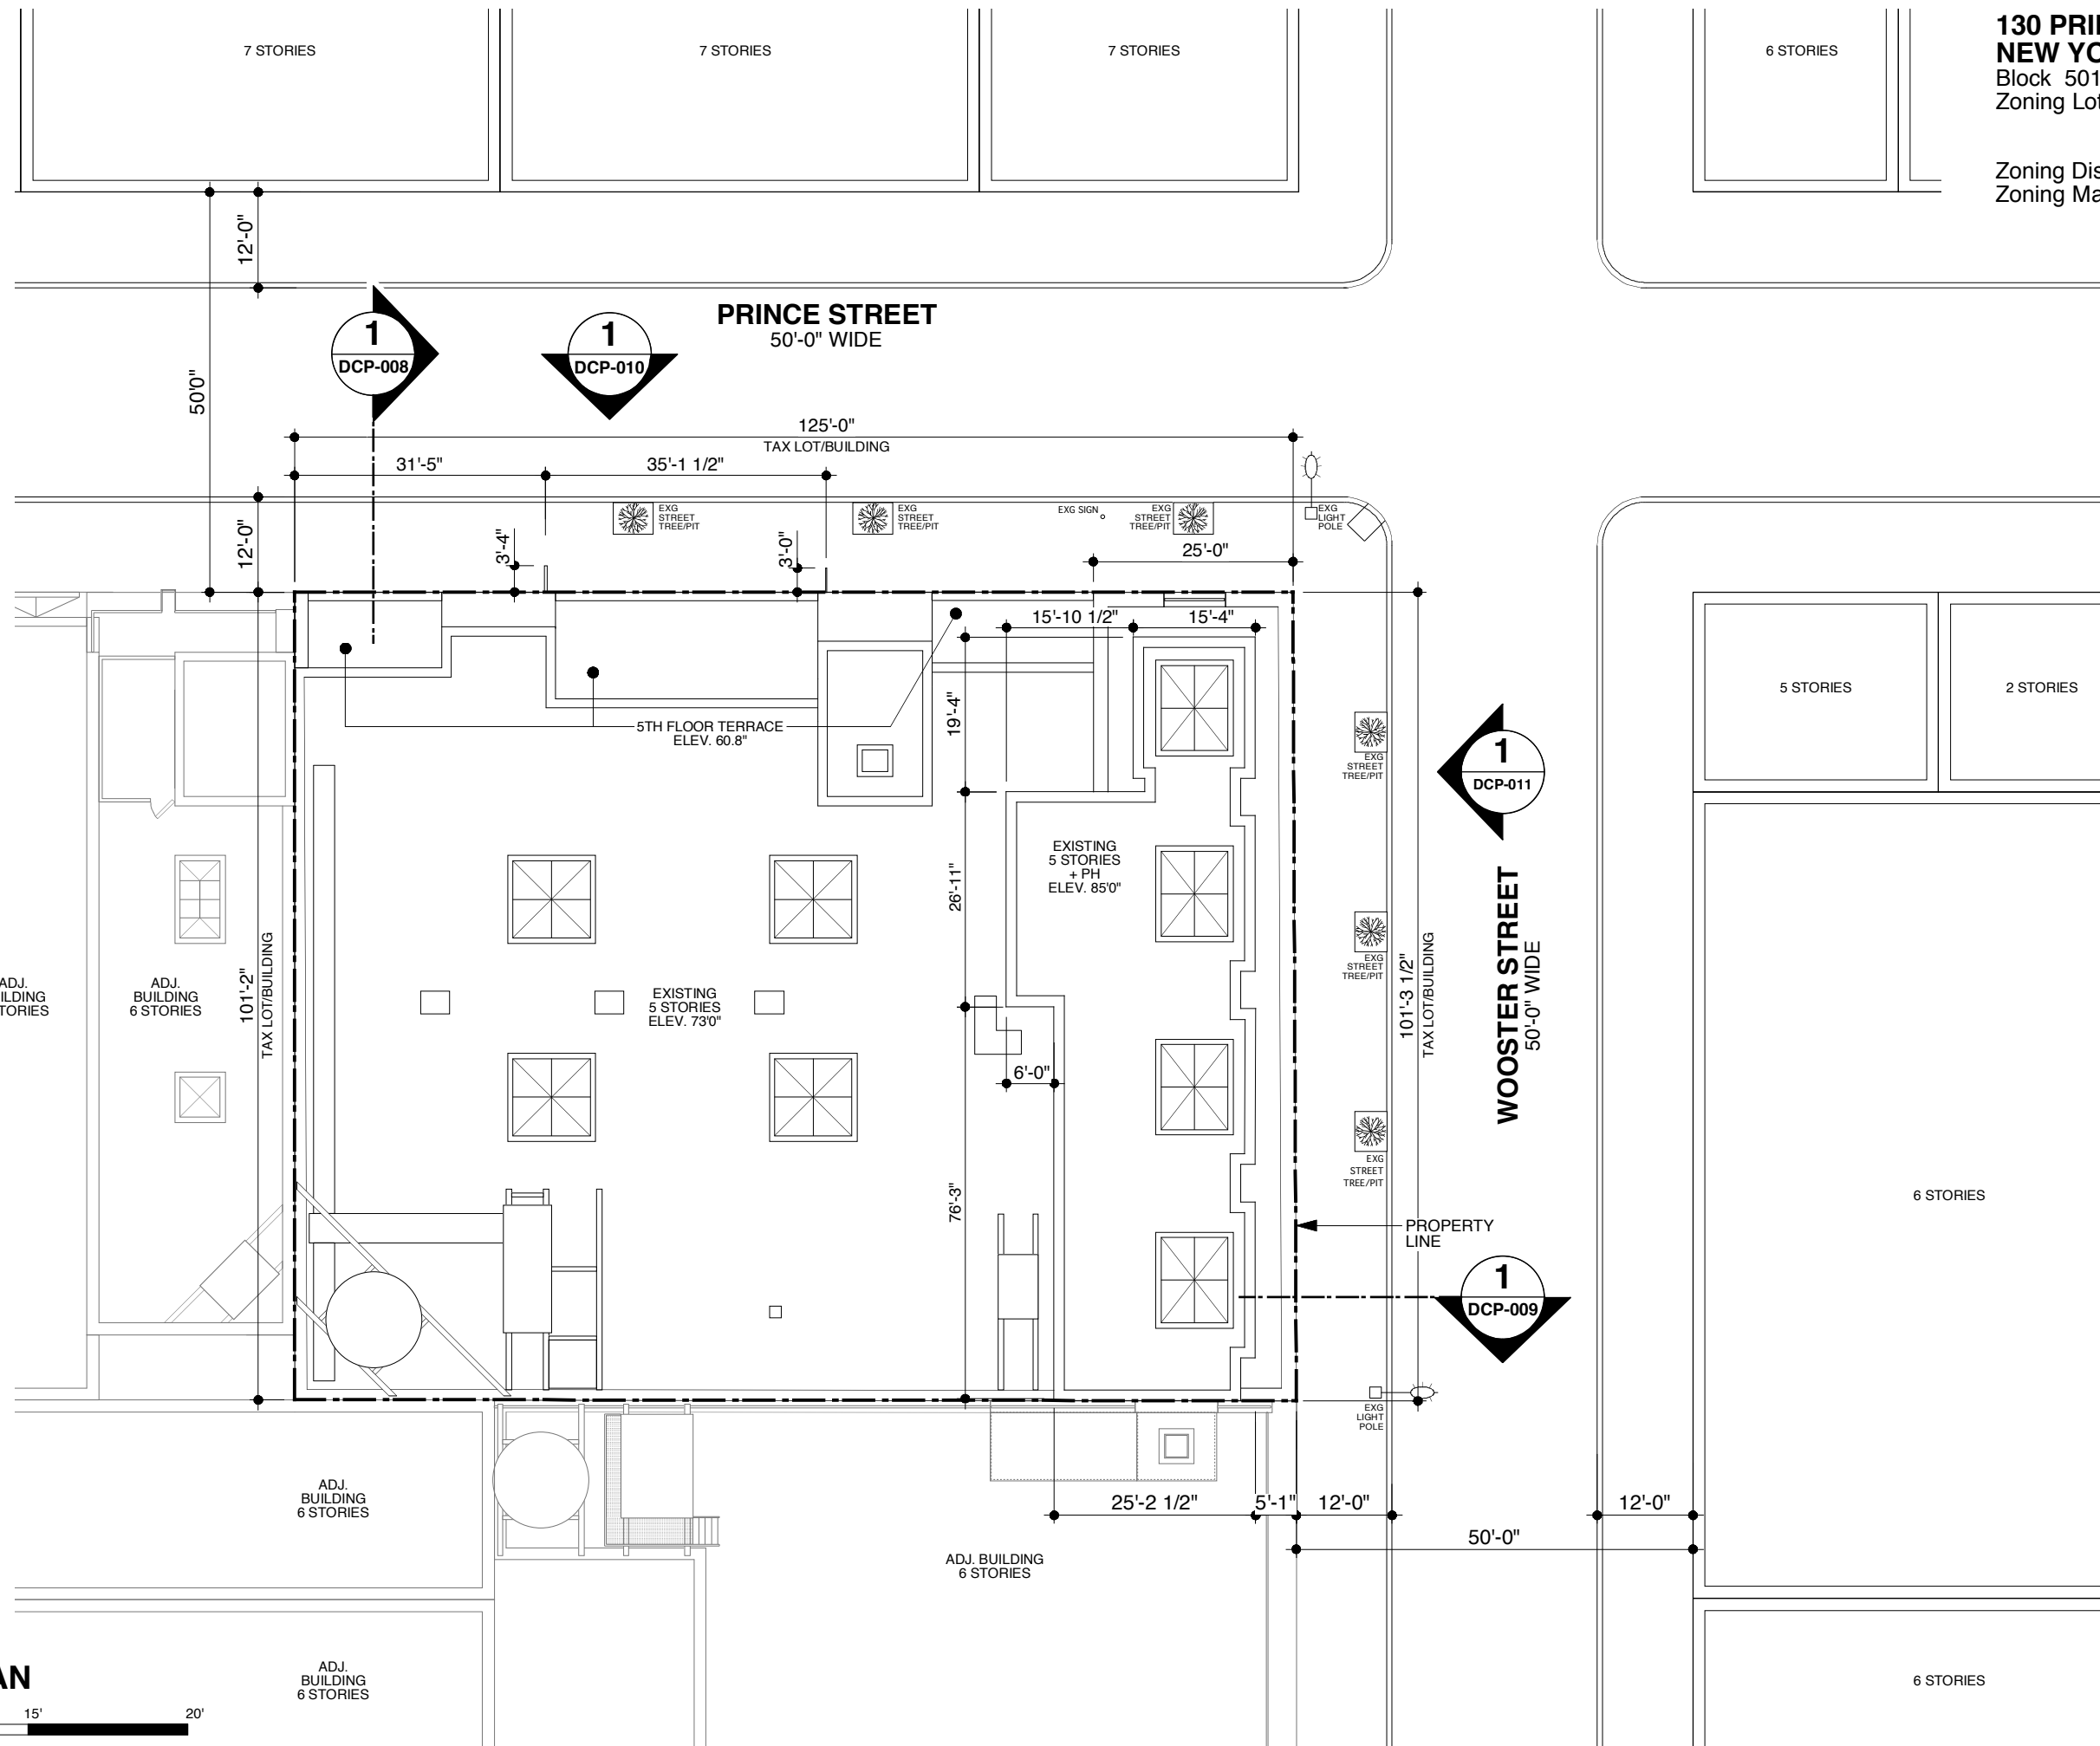 7 STORIES
7 STORIES
7 STORIES
6 STORIES
130 PRI
NEW YO
Block 501
Zoning Lot
Zoning Dis
Zoning Ma
12'-0"
50'0"
1
DCP-008
1
DCP-010
PRINCE STREET
50'-0" WIDE
125'-0"
TAX LOT/BUILDING
31'-5"
35'-1 1/2"
12'-0"
3'-4"
EXG
STREET
TREE/PIT
3'-0"
EXG
STREET
TREE/PIT
EXG SIGN
EXG
STREET
TREE/PIT
EXG
LIGHT
POLE
25'-0"
15'-10 1/2"
15'-4"
19'-4"
5TH FLOOR TERRACE
ELEV. 60.8"
EXG
STREET
TREE/PIT
1
DCP-011
5 STORIES
2 STORIES
26'-11"
EXISTING
5 STORIES
+ PH
ELEV. 85'0"
WOOSTER STREET
50'-0" WIDE
EXG
STREET
TREE/PIT
101'-3 1/2"
TAX LOT/BUILDING
ADJ.
ILDING
TORIES
ADJ.
BUILDING
6 STORIES
101'-2"
TAX LOT/BUILDING
EXISTING
5 STORIES
ELEV. 73'0"
6'-0"
76'-3"
EXG
STREET
TREE/PIT
6 STORIES
PROPERTY
LINE
1
DCP-009
EXG
LIGHT
POLE
ADJ.
BUILDING
6 STORIES
25'-2 1/2"
5'-1"
12'-0"
12'-0"
50'-0"
ADJ. BUILDING
6 STORIES
ADJ.
BUILDING
6 STORIES
6 STORIES
AN
15'
20'